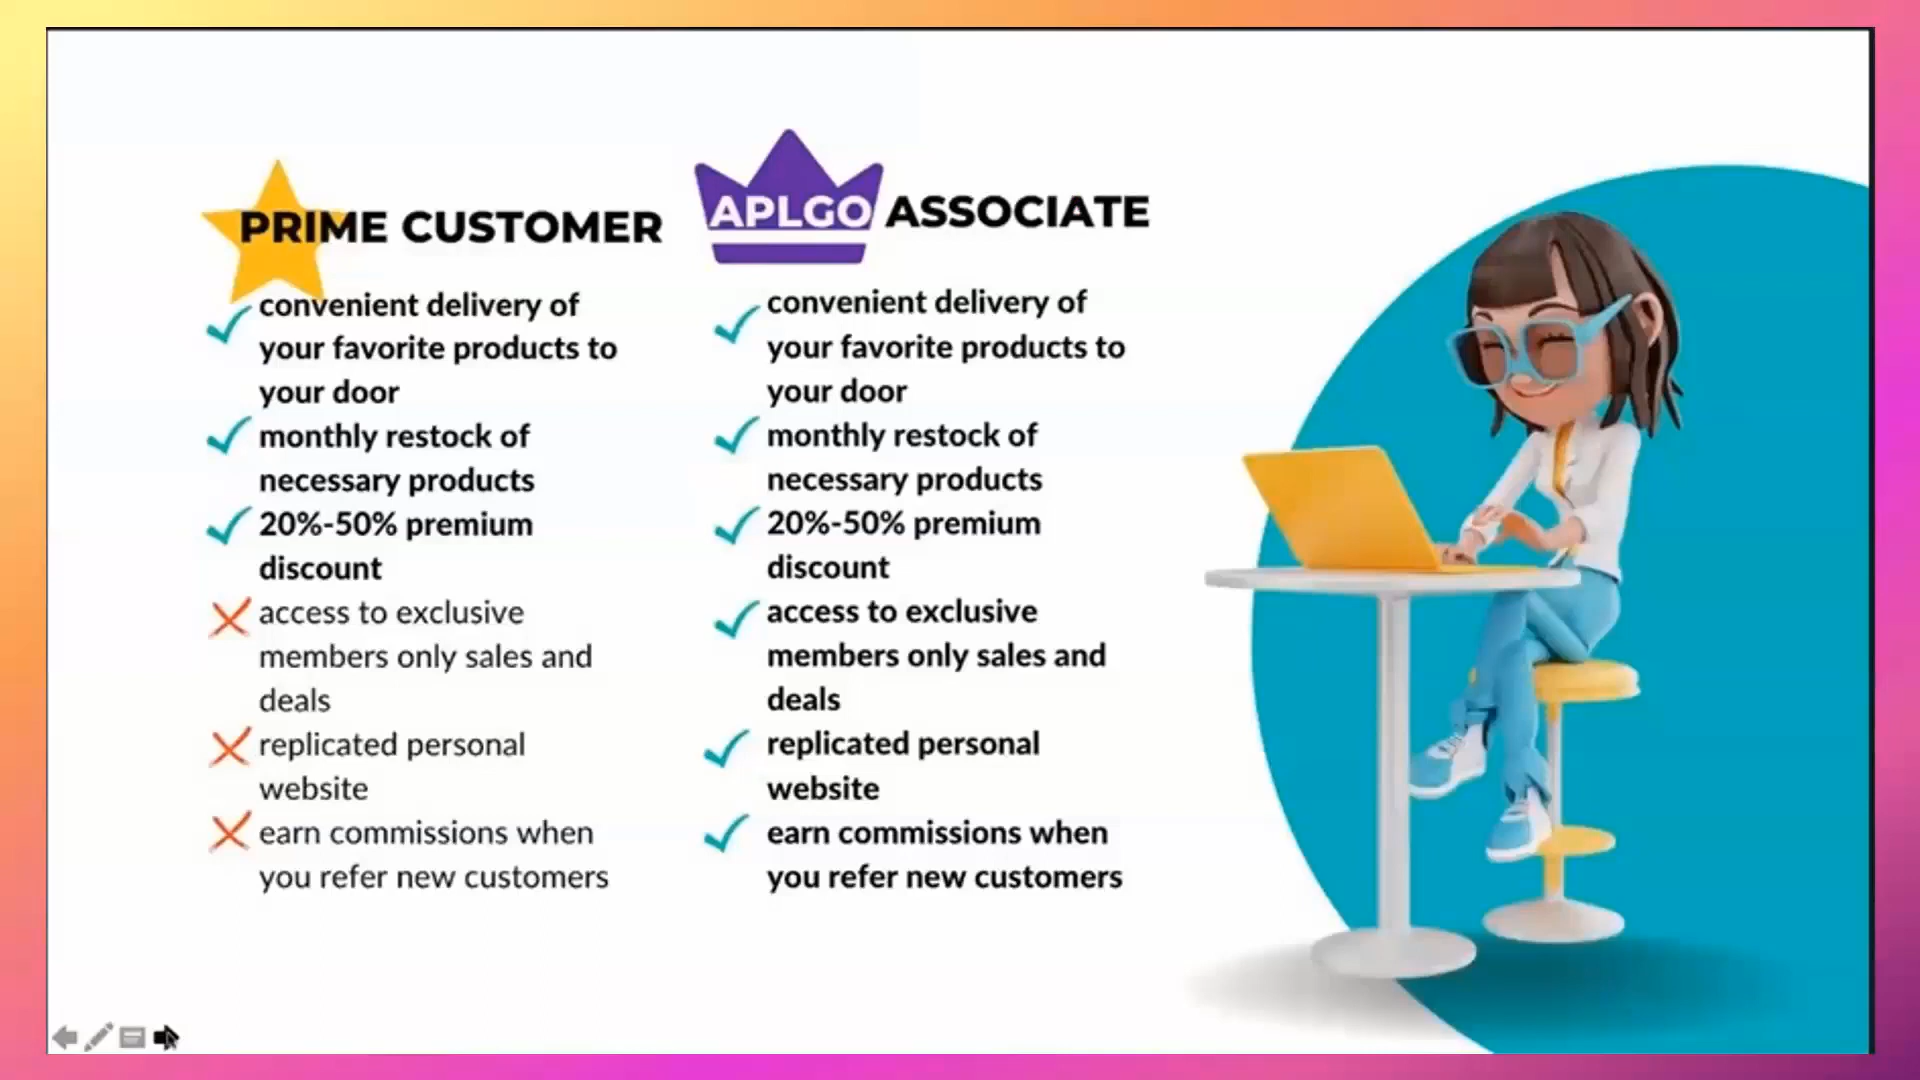 PRIME CUSTOMER
convenient delivery of
your favorite products to
your door
monthly restock of
necessary products
20%-50% premium
discount
access to exclusive
members only sales and
deals
replicated personal
website
earn commissions when
you refer new customers
APLGO ASSOCIATE
convenient delivery of
your favorite products to
your door
monthly restock of
necessary products
20%-50% premium
discount
access to exclusive
members only sales and
deals
replicated personal
website
earn commissions when
you refer new customers